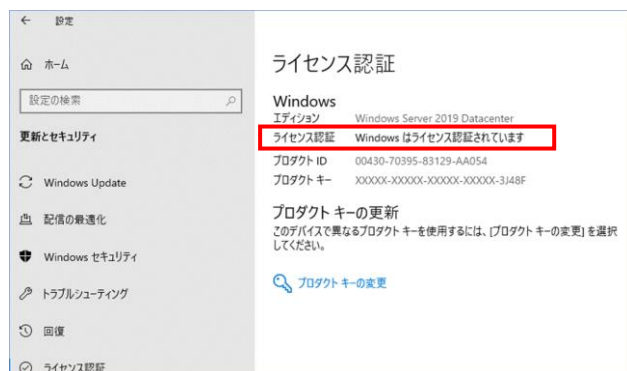 ← 設定
ホーム
設定の検索
更新とセキュリティ
Windows Update
配信の最適化
Windows セキュリティ
トラブルシューティング
回復
ライセンス認証
ライセンス認証
Windows
エディション Windows Server 2019 Datacenter
ライセンス認証 Windows はライセンス認証されています
プロダクト ID 00430-70395-83129-AA054
プロダクト キー XXXXX-XXXXX-XXXXX-XXXXX-3J48F
プロダクト キーの更新
このデバイスで異なるプロダクト キーを使用するには、[プロダクト キーの変更] を選択
してください。
プロダクト キーの変更